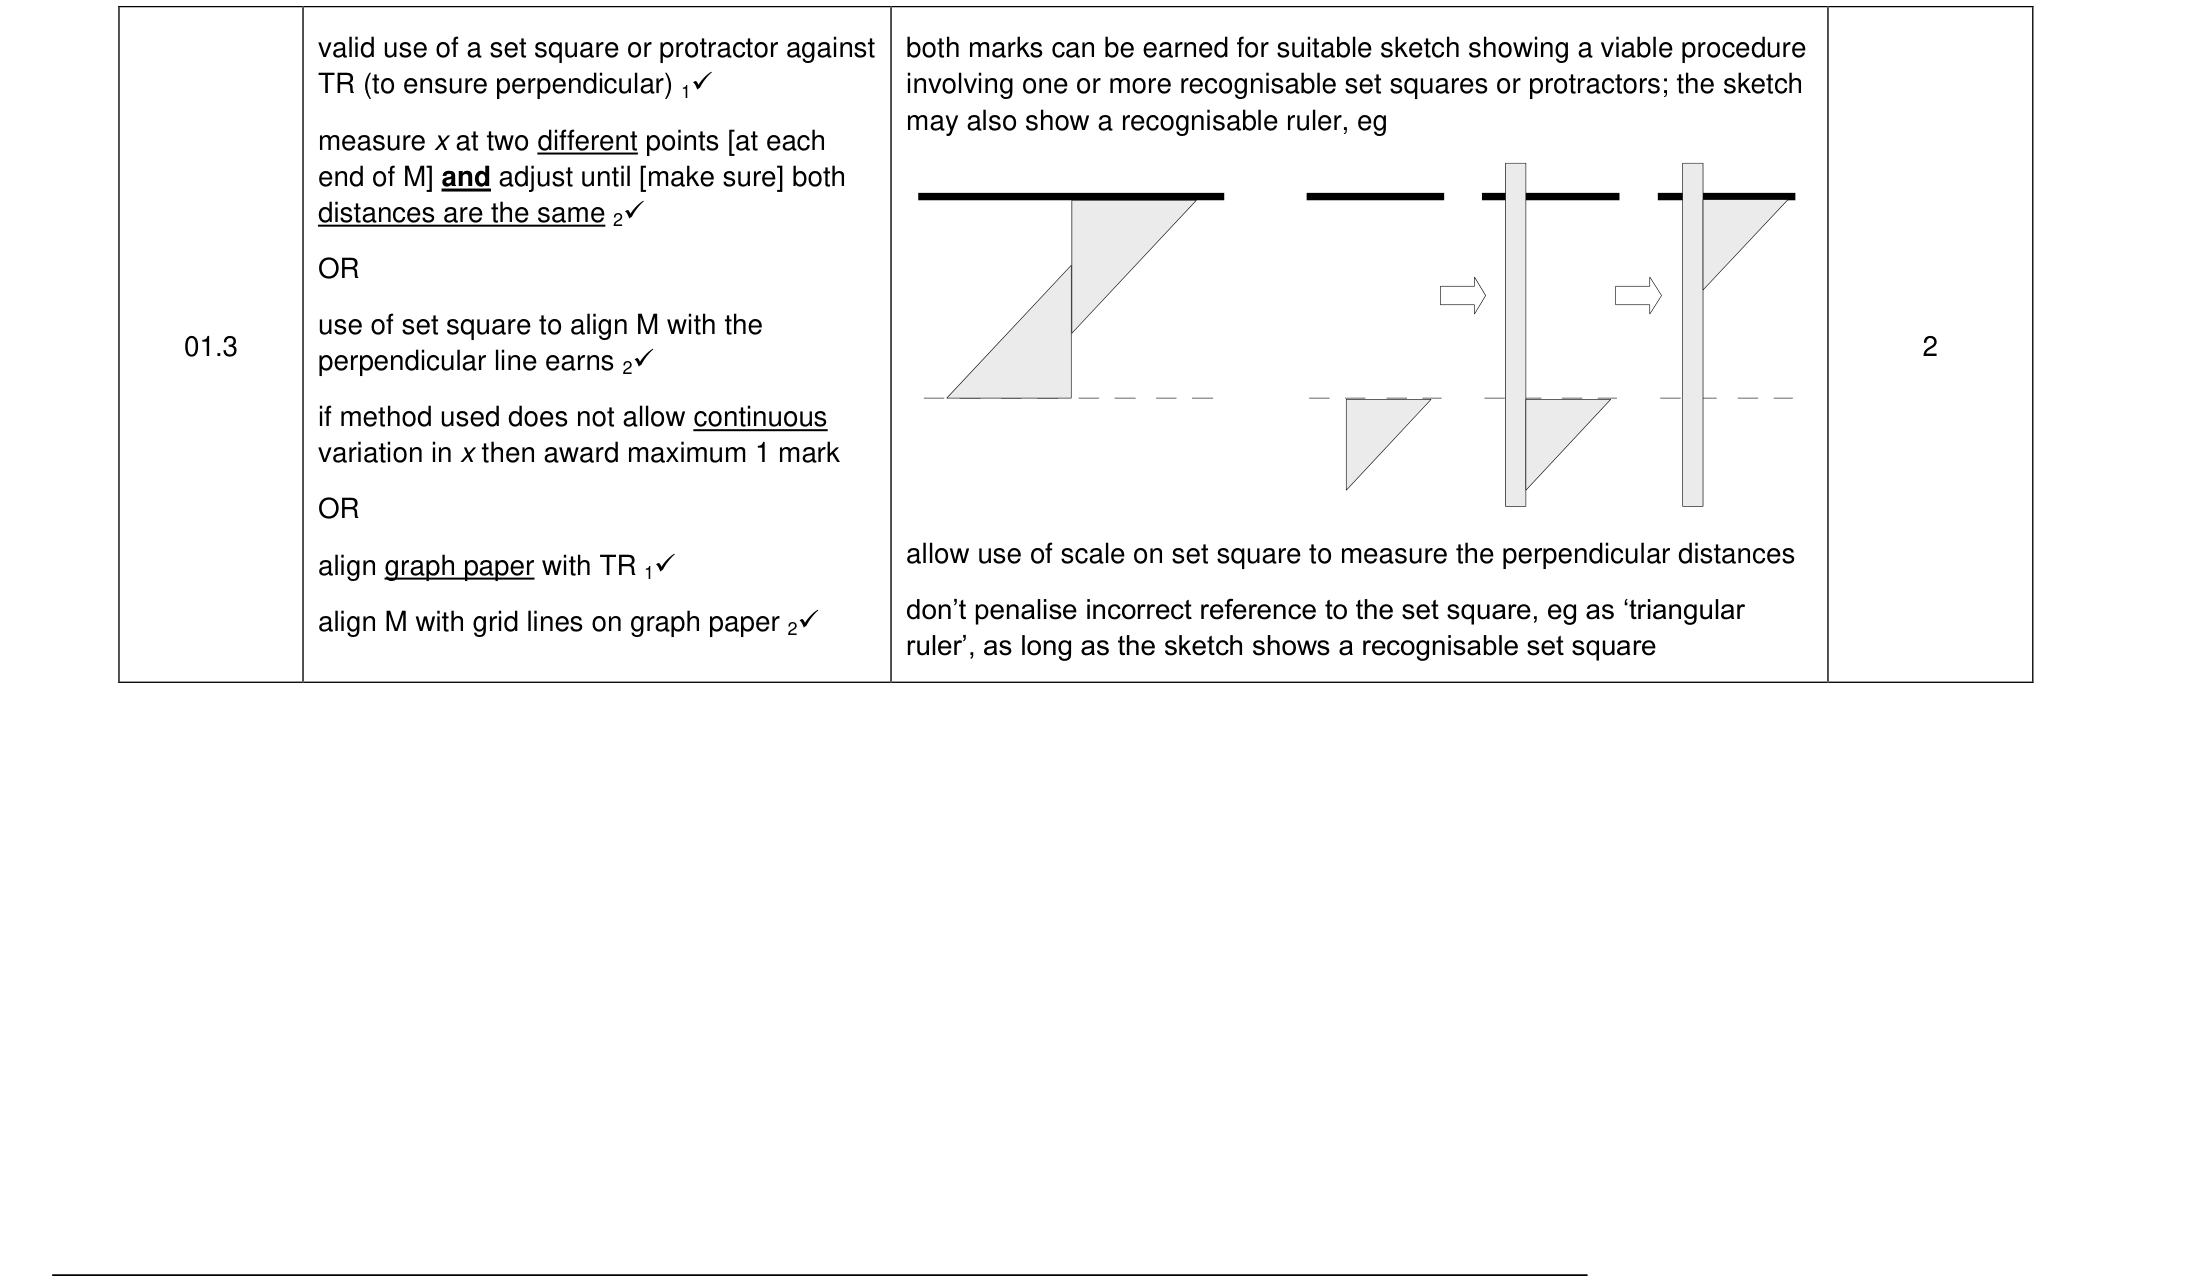 01.3
valid use of a set square or protractor against
TR (to ensure perpendicular) 1✓
measure x at two different points [at each
end of M] and adjust until [make sure] both
distances are the same 2✓
OR
use of set square to align M with the
perpendicular line earns 2✓
if method used does not allow continuous
variation in x then award maximum 1 mark
OR
align graph paper with TR 1✓
align M with grid lines on graph paper 2✓
both marks can be earned for suitable sketch showing a viable procedure
involving one or more recognisable set squares or protractors; the sketch
may also show a recognisable ruler, eg
allow use of scale on set square to measure the perpendicular distances
don’t penalise incorrect reference to the set square, eg as ‘triangular
ruler’, as long as the sketch shows a recognisable set square
2